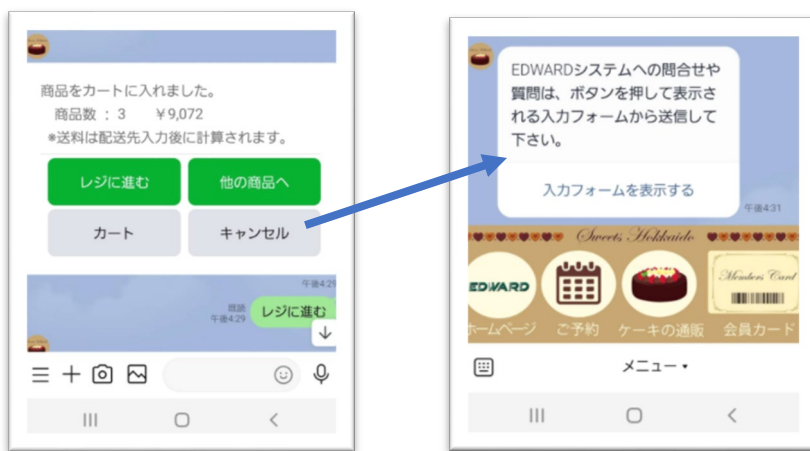 商品をカートに入れました。
商品数 : 3 ¥9,072
*送料は配送先入力後に計算されます。
レジに進む
他の商品へ
カート
キャンセル
午後4:29
既読
午後4:29
レジに進む
EDWARDシステムへの問合せや
質問は、ボタンを押して表示さ
れる入力フォームから送信して
下さい。
入力フォームを表示する
午後4:31
Sweets Hokkaido
EDWARD
Members Card
ホームページ
ご予約
ケーキの通販
会員カード
メニュー